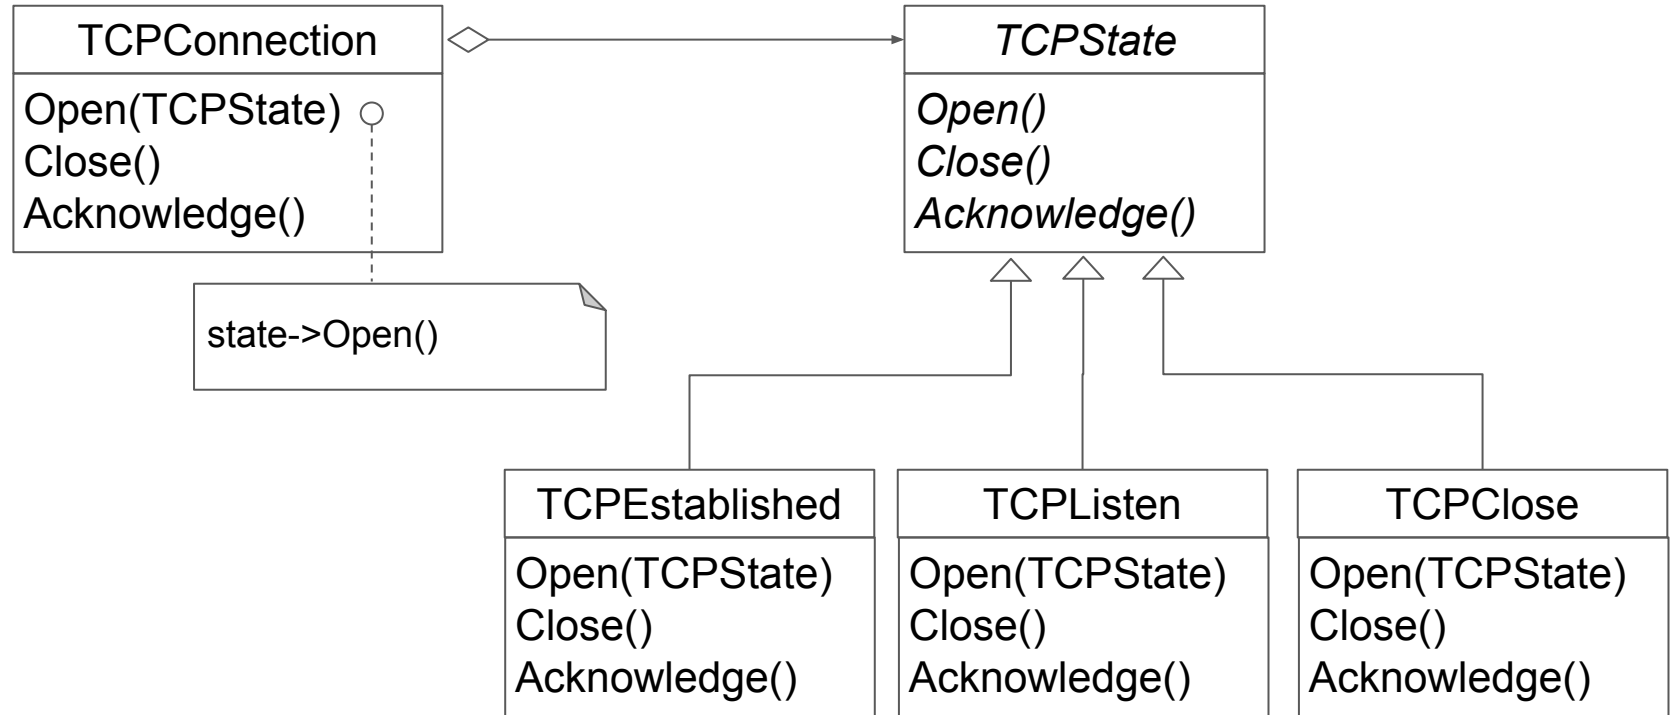 TCPConnection
Open(TCPState)
Close()
Acknowledge()
state->Open()
TCPState
Open()
Close()
Acknowledge()
TCPEstablished
Open(TCPState)
Close()
Acknowledge()
TCPListen
Open(TCPState)
Close()
Acknowledge()
TCPClose
Open(TCPState)
Close()
Acknowledge()